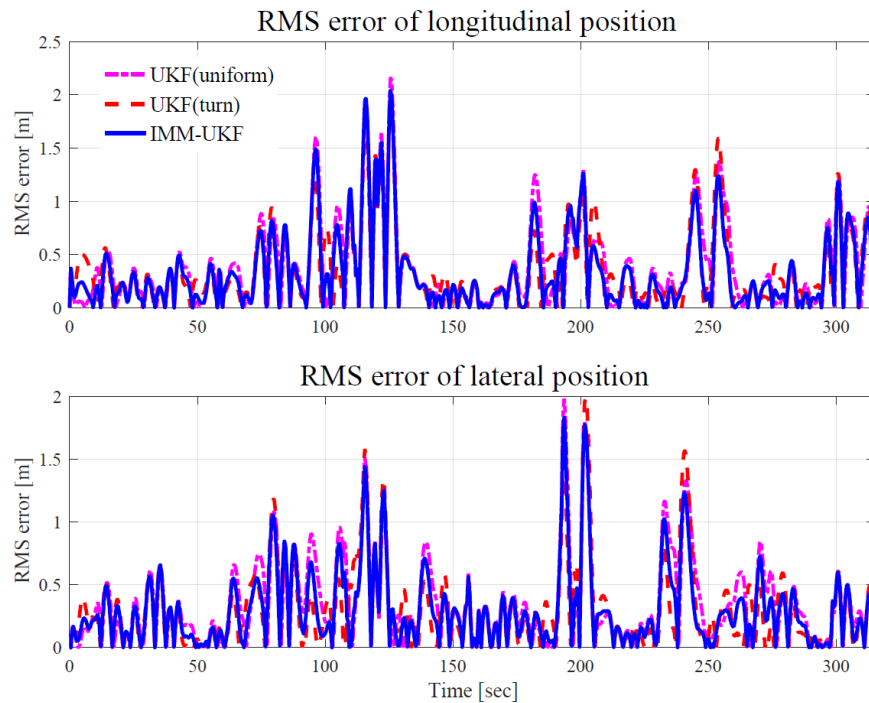 RMS error of longitudinal position
2.5
2
1.5
1
0.5
0
RMS error [m]
UKF(uniform)
UKF(turn)
IMM-UKF
0 50 100 150 200 250 300
RMS error of lateral position
2
1.5
1
0.5
0
RMS error [m]
0 50 100 150 200 250 300
Time [sec]